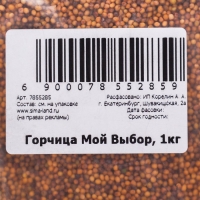 6 900078 552859
Арт. 7855285
Состав: см. на упаковке
www.sima-land.ru
(на правах рекламы)
Расфасовано: ИП Корелин А. А.
г. Екатеринбург, Шувакишская, 2а
Дата фасовки:
Срок годности:
Горчица Мой Выбор, 1кг